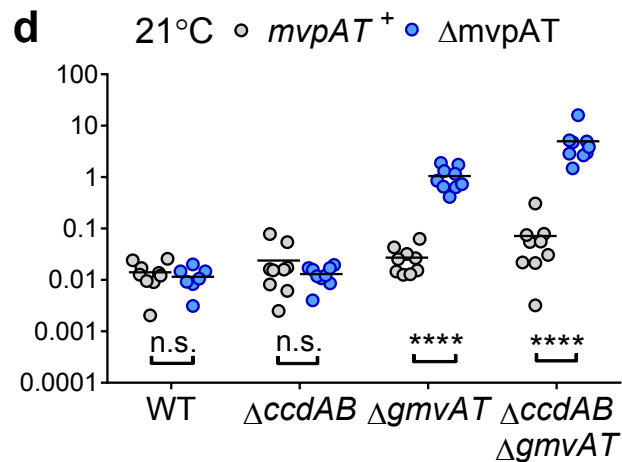 d
21°C mvpAT + ΔmvpAT
100
10
1
0.1
0.01
0.001
0.0001
n.s. n.s. **** ****
WT ΔccdAB ΔgmvAT ΔccdAB
ΔgmvAT